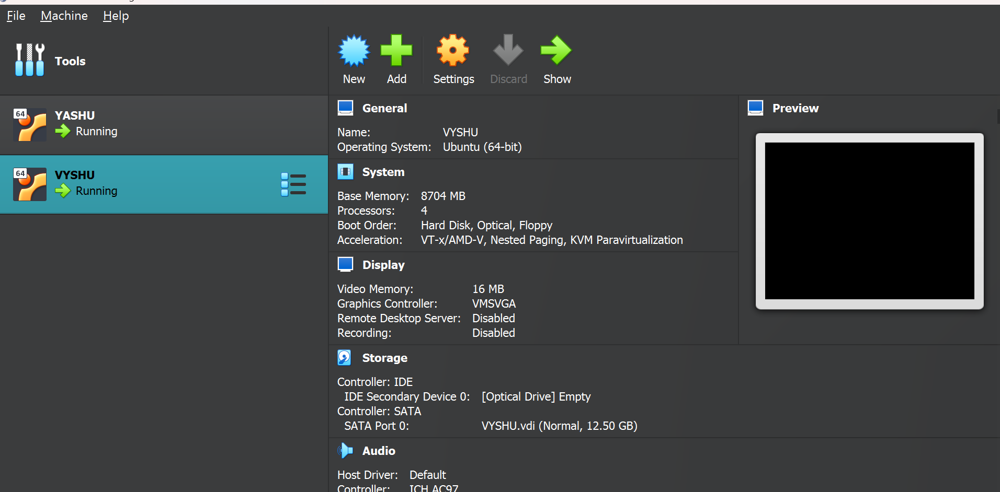 File Machine Help
Tools
New Add Settings Discard Show
64 YASHU
Running
64 VYSHU
Running
General
Name: VYSHU
Operating System: Ubuntu (64-bit)
System
Base Memory: 8704 MB
Processors: 4
Boot Order: Hard Disk, Optical, Floppy
Acceleration: VT-x/AMD-V, Nested Paging, KVM Paravirtualization
Display
Video Memory: 16 MB
Graphics Controller: VMSVGA
Remote Desktop Server: Disabled
Recording: Disabled
Storage
Controller: IDE
IDE Secondary Device 0: [Optical Drive] Empty
Controller: SATA
SATA Port 0: VYSHU.vdi (Normal, 12.50 GB)
Audio
Host Driver: Default
Controller: ICH AC97
Preview